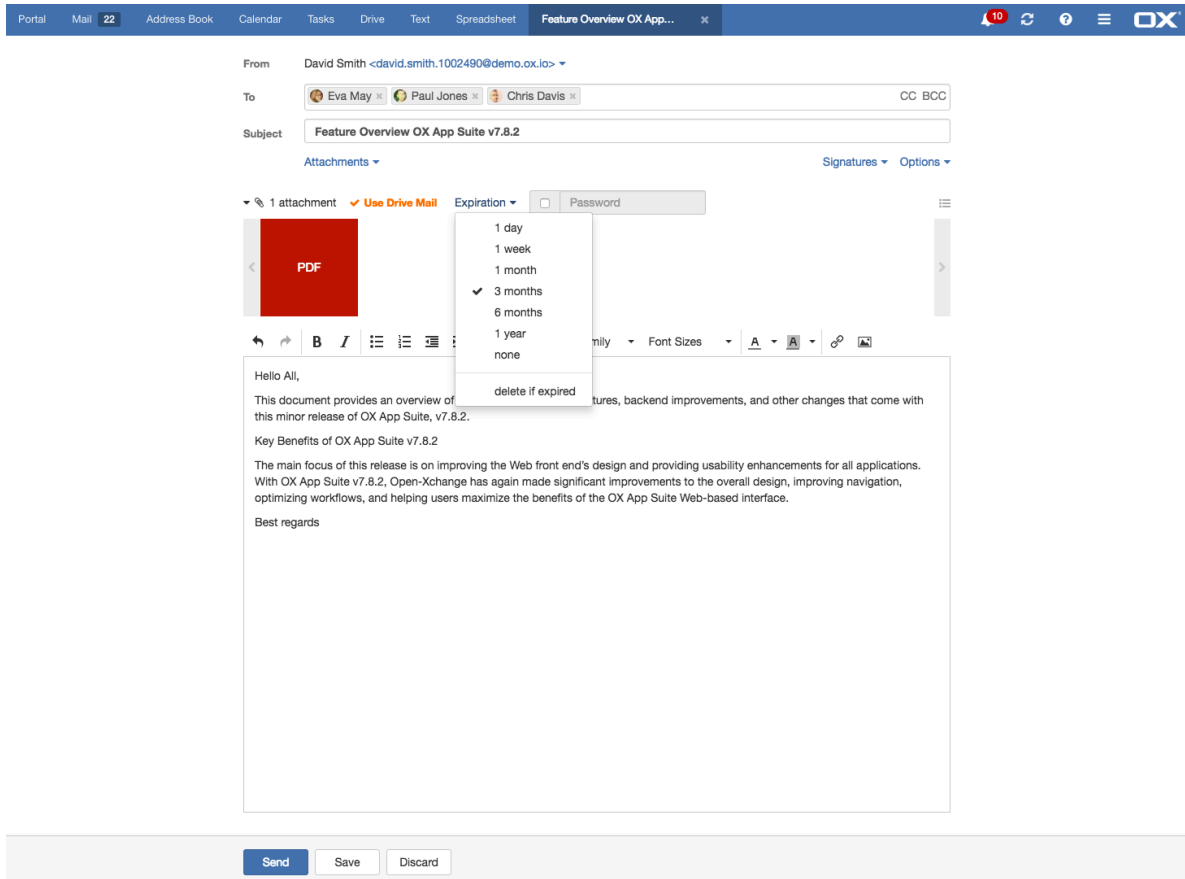 Portal Mail 22 Address Book Calendar Tasks Drive Text Spreadsheet Feature Overview OX App... × 10 OX
From David Smith <david.smith.1002490@demo.ox.io>
To Eva May × Paul Jones × Chris Davis × CC BCC
Subject Feature Overview OX App Suite v7.8.2
Attachments Signatures Options
1 attachment Use Drive Mail Expiration Password
1 day
1 week
PDF
1 month
3 months
6 months
1 year
none
delete if expired
B I Font Sizes A A
Hello All,
This document provides an overview of tures, backend improvements, and other changes that come with
this minor release of OX App Suite, v7.8.2.
Key Benefits of OX App Suite v7.8.2
The main focus of this release is on improving the Web front end's design and providing usability enhancements for all applications.
With OX App Suite v7.8.2, Open-Xchange has again made significant improvements to the overall design, improving navigation,
optimizing workflows, and helping users maximize the benefits of the OX App Suite Web-based interface.
Best regards
Send Save Discard